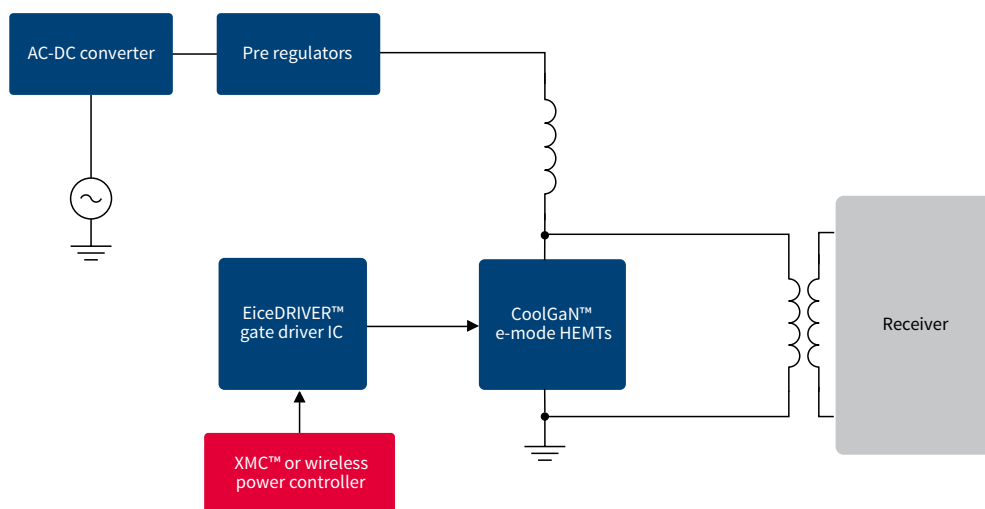 AC-DC converter
Pre regulators
EiceDRIVER™
gate driver IC
CoolGaN™
e-mode HEMTs
Receiver
XMC™ or wireless
power controller